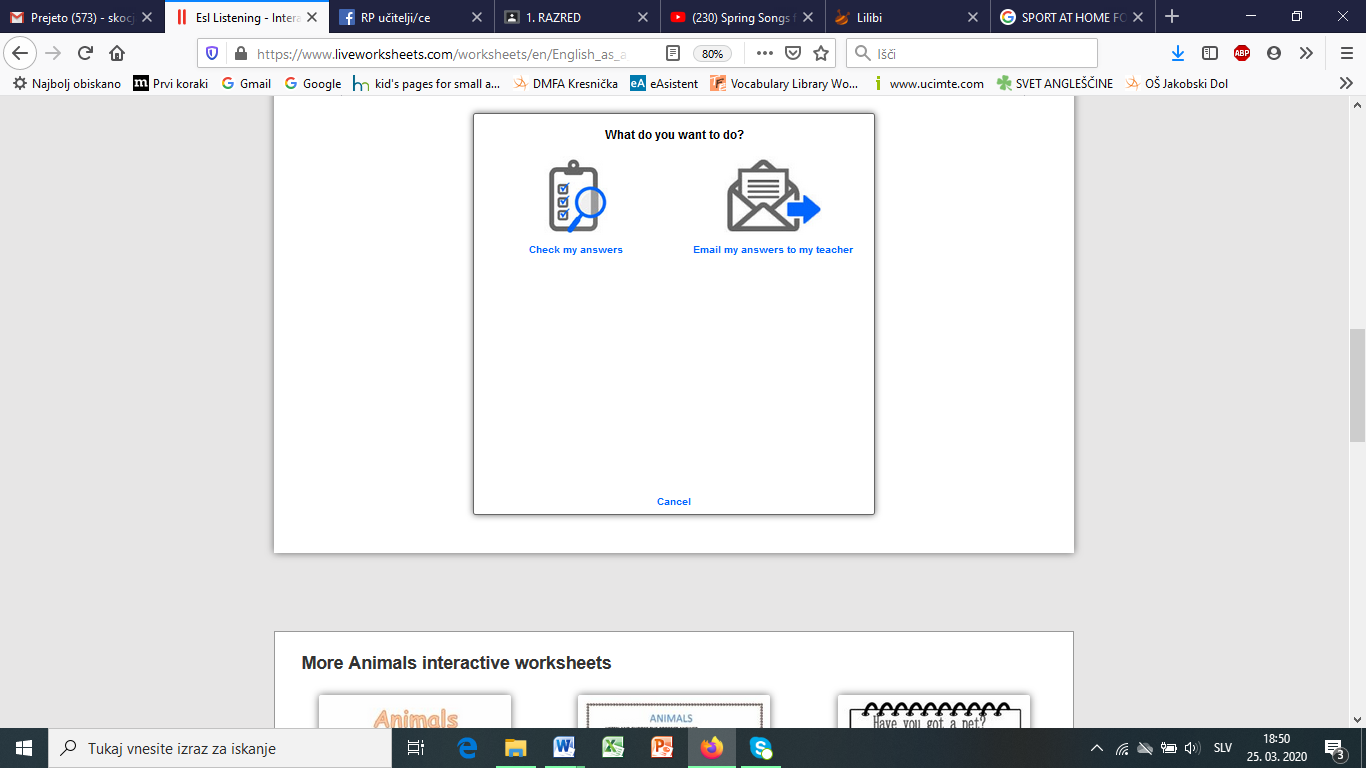 Prejeto (573) - skocj
Esl Listening - Intera
RP učitelji/ce
1. RAZRED
(230) Spring Songs f
Lilibi
SPORT AT HOME FO
https://www.liveworksheets.com/worksheets/en/English_as_a
80%
Išči
ABP
Najbolj obiskano
m Prvi koraki
Gmail
Google
kid's pages for small a...
DMFA Kresnička
eA eAsistent
Vocabulary Library Wo...
www.ucimte.com
SVET ANGLEŠČINE
OŠ Jakobski Dol
What do you want to do?
Check my answers
Email my answers to my teacher
Cancel
More Animals interactive worksheets
Animals
ANIMALS
Have you got a pet?
Tukaj vnesite izraz za iskanje
SLV
18:50
25. 03. 2020
3